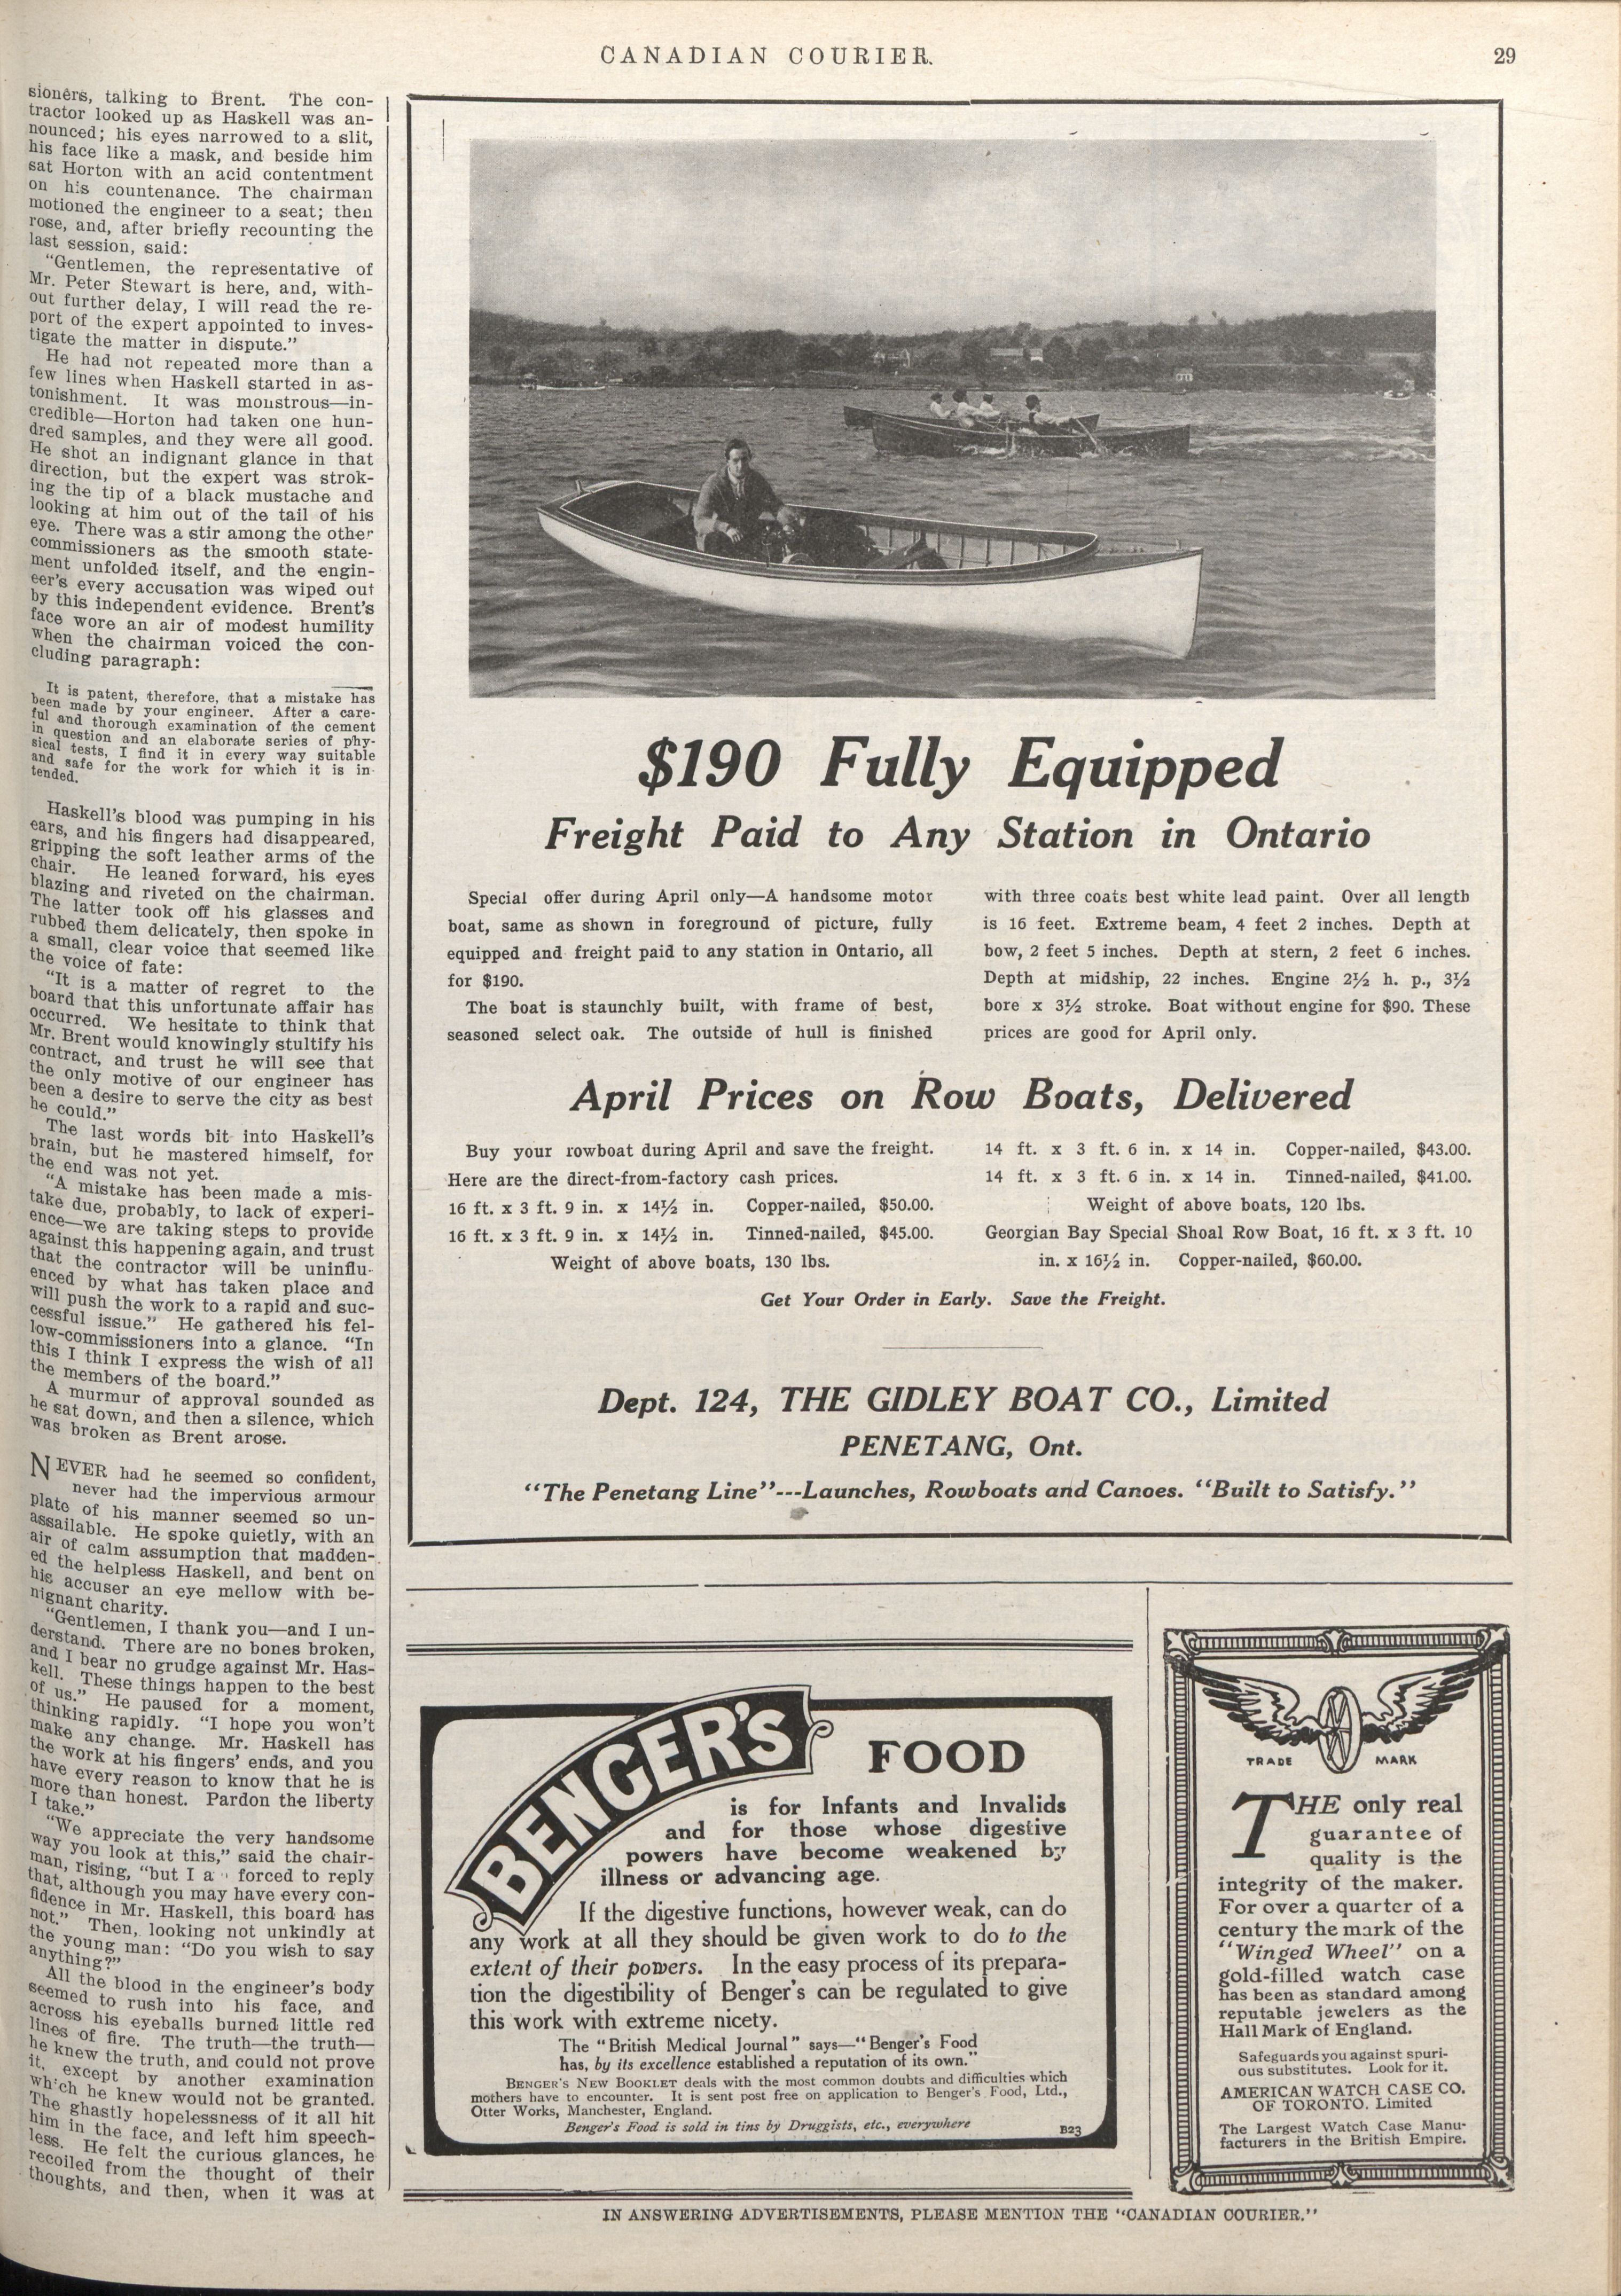 CANADIAN COURIER.
29
sioners, talking to Brent. The con-
tractor looked up as Haskell was an-
nounced; his eyes narrowed to a slit,
his face like a mask, and beside him
sat Horton with an acid contentment
on his countenance. The chairman
motioned the engineer to a seat; then
rose, and, after briefly recounting the
last session, said:
"Gentlemen, the representative of
Mr. Peter Stewart is here, and, with-
out further delay, I will read the re-
port of the expert appointed to inves-
tigate the matter in dispute."
He had not repeated more than a
few lines when Haskell started in as-
tonishment. It was monstrous—in-
credible—Horton had taken one hun-
dred samples, and they were all good.
He shot an indignant glance in that
direction, but the expert was strok-
ing the tip of a black mustache and
looking at him out of the tail of his
eye. There was a stir among the other
commissioners as the smooth state-
ment unfolded itself, and the engin-
eer's every accusation was wiped out
by this independent evidence. Brent's
face wore an air of modest humility
when the chairman voiced the con-
cluding paragraph:
It is patent, therefore, that a mistake has
been made by your engineer. After a care-
ful and thorough examination of the cement
in question and an elaborate series of phy-
sical tests, I find it in every way suitable
and safe for the work for which it is in-
tended.
Haskell's blood was pumping in his
ears, and his fingers had disappeared,
gripping the soft leather arms of the
chair. He leaned forward, his eyes
blazing and riveted on the chairman.
The latter took off his glasses and
rubbed them delicately, then spoke in
a small, clear voice that seemed like
the voice of fate:
"It is a matter of regret to the
board that this unfortunate affair has
occurred. We hesitate to think that
Mr. Brent would knowingly stultify his
contract, and trust he will see that
the only motive of our engineer has
been a desire to serve the city as best
he could."
The last words bit into Haskell's
brain, but he mastered himself, for
the end was not yet.
"A mistake has been made a mis-
take due, probably, to lack of experi-
ence—we are taking steps to provide
against this happening again, and trust
that the contractor will be uninflu-
enced by what has taken place and
will push the work to a rapid and suc-
cessful issue." He gathered his fel-
low-commissioners into a glance. "In
this I think I express the wish of all
the members of the board."
A murmur of approval sounded as
he sat down, and then a silence, which
was broken as Brent arose.
NEVER had he seemed so confident,
never had the impervious armour
plate of his manner seemed so un-
assailable. He spoke quietly, with an
air of calm assumption that madden-
ed the helpless Haskell, and bent on
his accuser an eye mellow with be-
nignant charity.
"Gentlemen, I thank you—and I un-
derstand. There are no bones broken,
and I bear no grudge against Mr. Has-
kell. These things happen to the best
of us." He paused for a moment,
thinking rapidly. "I hope you won't
make any change. Mr. Haskell has
the work at his fingers' ends, and you
have every reason to know that he is
more than honest. Pardon the liberty
I take."
"We appreciate the very handsome
way you look at this," said the chair-
man, rising, "but I a forced to reply
that, although you may have every con-
fidence in Mr. Haskell, this board has
not." Then, looking not unkindly at
the young man: "Do you wish to say
anything?"
All the blood in the engineer's body
seemed to rush into his face, and
across his eyeballs burned little red
lines of fire. The truth—the truth—
he knew the truth, and could not prove
it, except by another examination
which he knew would not be granted.
The ghastly hopelessness of it all hit
him in the face, and left him speech-
less. He felt the curious glances, he
recoiled from the thought of their
thoughts, and then, when it was at
$190 Fully Equipped
Freight Paid to Any Station in Ontario
Special offer during April only—A handsome motor
boat, same as shown in foreground of picture, fully
equipped and freight paid to any station in Ontario, all
for $190.
The boat is staunchly built, with frame of best,
seasoned select oak. The outside of hull is finished
with three coats best white lead paint. Over all length
is 16 feet. Extreme beam, 4 feet 2 inches. Depth at
bow, 2 feet 5 inches. Depth at stern, 2 feet 6 inches.
Depth at midship, 22 inches. Engine 2½ h. p., 3½
bore x 3½ stroke. Boat without engine for $90. These
prices are good for April only.
April Prices on Row Boats, Delivered
Buy your rowboat during April and save the freight.
Here are the direct-from-factory cash prices.
16 ft. x 3 ft. 9 in. x 14½ in. Copper-nailed, $50.00.
16 ft. x 3 ft. 9 in. x 14½ in. Tinned-nailed, $45.00.
Weight of above boats, 130 lbs.
14 ft. x 3 ft. 6 in. x 14 in. Copper-nailed, $43.00.
14 ft. x 3 ft. 6 in. x 14 in. Tinned-nailed, $41.00.
Weight of above boats, 120 lbs.
Georgian Bay Special Shoal Row Boat, 16 ft. x 3 ft. 10
in. x 16½ in. Copper-nailed, $60.00.
Get Your Order in Early. Save the Freight.
Dept. 124, THE GIDLEY BOAT CO., Limited
PENETANG, Ont.
"The Penetang Line"---Launches, Rowboats and Canoes. "Built to Satisfy."
BENGER'S
FOOD
is for Infants and Invalids
and for those whose digestive
powers have become weakened by
illness or advancing age.
If the digestive functions, however weak, can do
any work at all they should be given work to do to the
extent of their powers. In the easy process of its prepara-
tion the digestibility of Benger's can be regulated to give
this work with extreme nicety.
The "British Medical Journal" says—"Benger's Food
has, by its excellence established a reputation of its own."
BENGER'S NEW BOOKLET deals with the most common doubts and difficulties which
mothers have to encounter. It is sent post free on application to Benger's Food, Ltd.,
Otter Works, Manchester, England.
Benger's Food is sold in tins by Druggists, etc., everywhere
B23
TRADE MARK
THE only real
guarantee of
quality is the
integrity of the maker.
For over a quarter of a
century the mark of the
"Winged Wheel" on a
gold-filled watch case
has been as standard among
reputable jewelers as the
Hall Mark of England.
Safeguards you against spuri-
ous substitutes. Look for it.
AMERICAN WATCH CASE CO.
OF TORONTO. Limited
The Largest Watch Case Manu-
facturers in the British Empire.
IN ANSWERING ADVERTISEMENTS, PLEASE MENTION THE "CANADIAN COURIER."